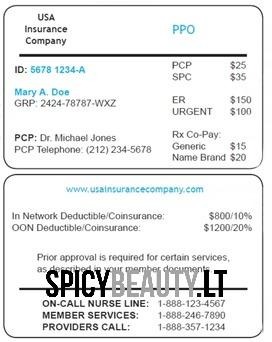 USA
Insurance
Company
PPO
ID: 5678 1234-A
PCP $25
SPC $35
Mary A. Doe
GRP: 2424-78787-WXZ
ER $150
URGENT $100
PCP: Dr. Michael Jones
PCP Telephone: (212) 234-5678
Rx Co-Pay:
Generic $15
Name Brand $20
www.usainsurancecompany.com
In Network Deductible/Coinsurance: $800/10%
OON Deductible/Coinsurance: $1200/20%
Prior approval is required for certain services,
as described in your member documents.
SPICYBEAUTY.LT
ON-CALL NURSE LINE: 1-888-123-4567
MEMBER SERVICES: 1-888-246-7890
PROVIDERS CALL: 1-888-357-1234